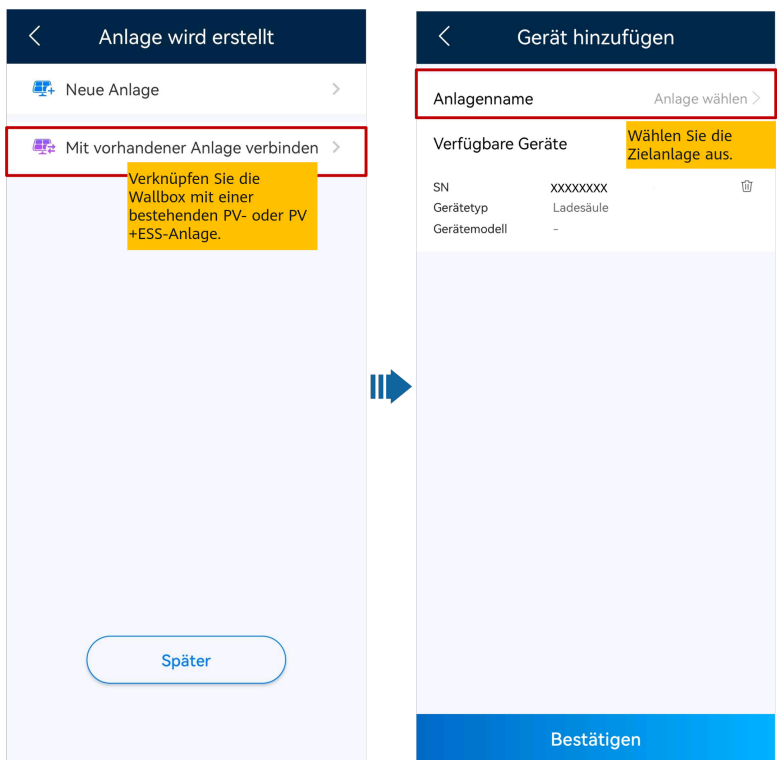 Anlage wird erstellt
Neue Anlage
Mit vorhandener Anlage verbinden
Verknüpfen Sie die
Wallbox mit einer
bestehenden PV- oder PV
+ESS-Anlage.
Später
Gerät hinzufügen
Anlagenname Anlage wählen
Verfügbare Geräte
Wählen Sie die
Zielanlage aus.
SN XXXXXXXX
Gerätetyp Ladesäule
Gerätemodell -
Bestätigen